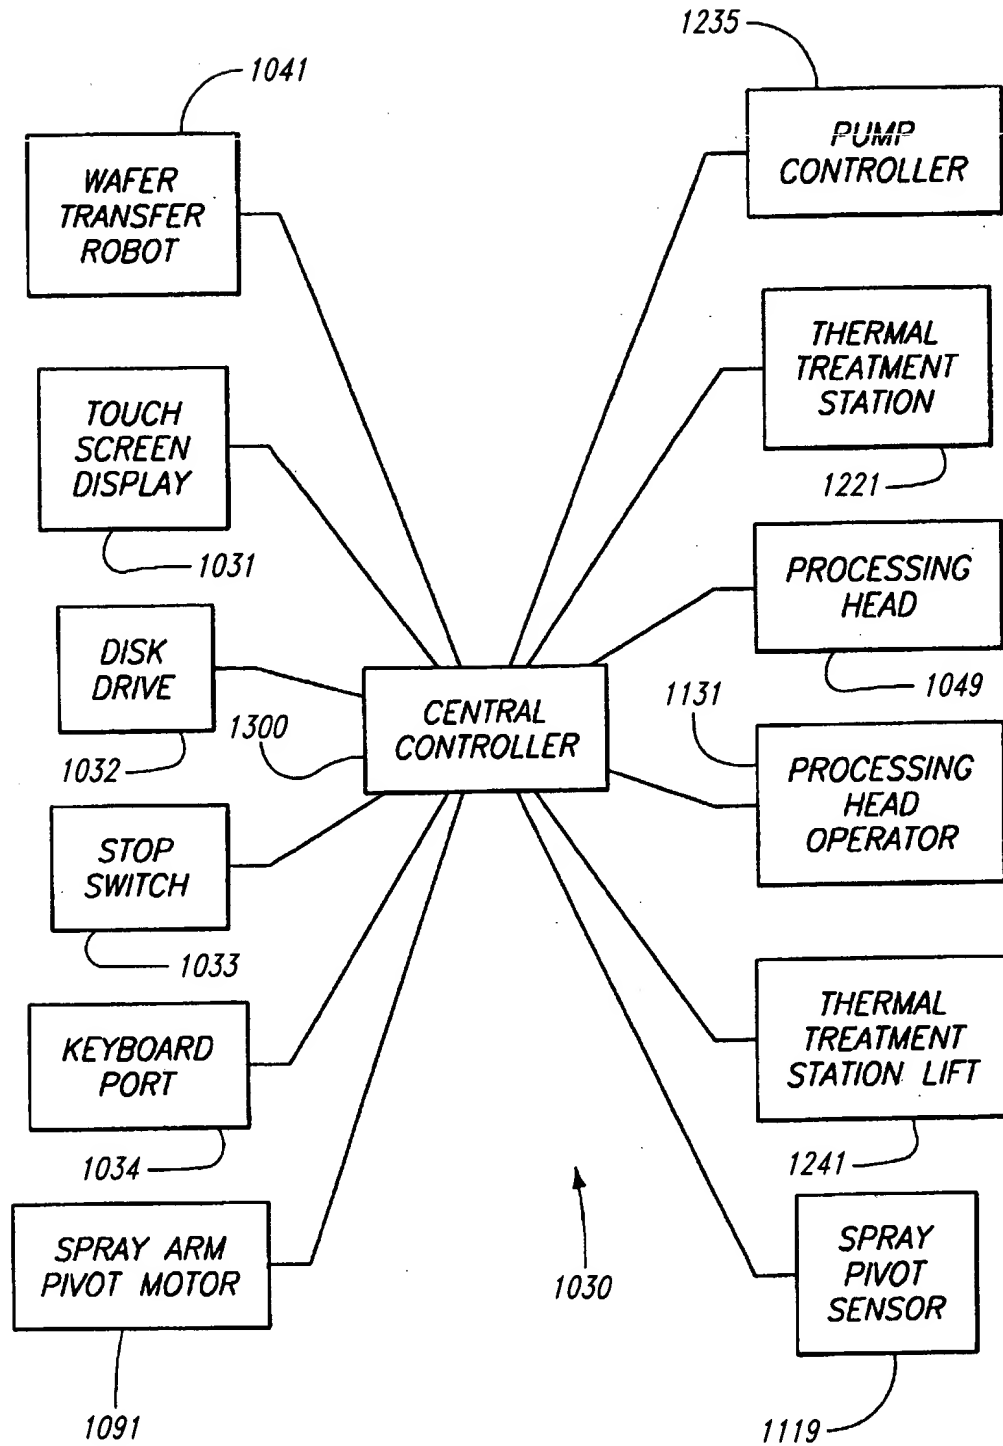 1041
WAFER
TRANSFER
ROBOT
TOUCH
SCREEN
DISPLAY
1031
DISK
DRIVE
1032
STOP
SWITCH
1033
KEYBOARD
PORT
1034
SPRAY ARM
PIVOT MOTOR
1091
1300
CENTRAL
CONTROLLER
1030
1235
PUMP
CONTROLLER
THERMAL
TREATMENT
STATION
1221
PROCESSING
HEAD
1049
1131
PROCESSING
HEAD
OPERATOR
THERMAL
TREATMENT
STATION LIFT
1241
SPRAY
PIVOT
SENSOR
1119